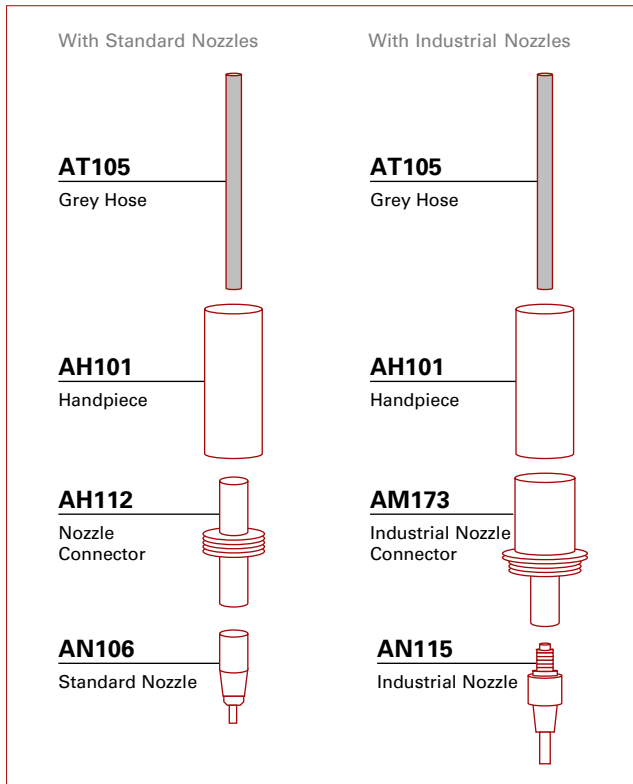 With Standard Nozzles
AT105
Grey Hose
AH101
Handpiece
AH112
Nozzle
Connector
AN106
Standard Nozzle
With Industrial Nozzles
AT105
Grey Hose
AH101
Handpiece
AM173
Industrial Nozzle
Connector
AN115
Industrial Nozzle